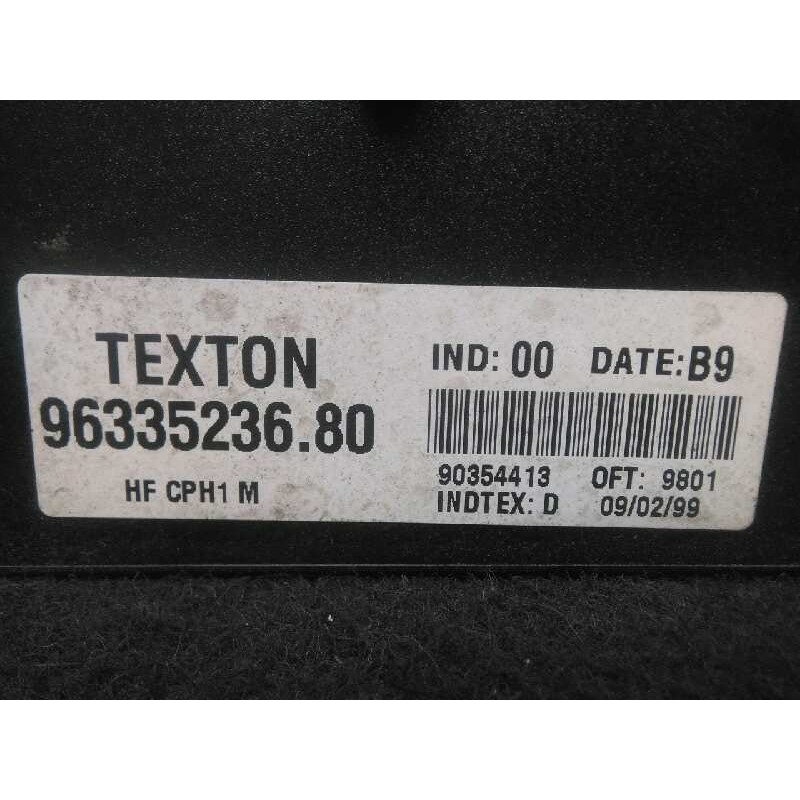 TEXTON
96335236.80
HF CPH1 M
IND: 00 DATE: B9
90354413 OFT: 9801
INDTEX: D 09/02/99